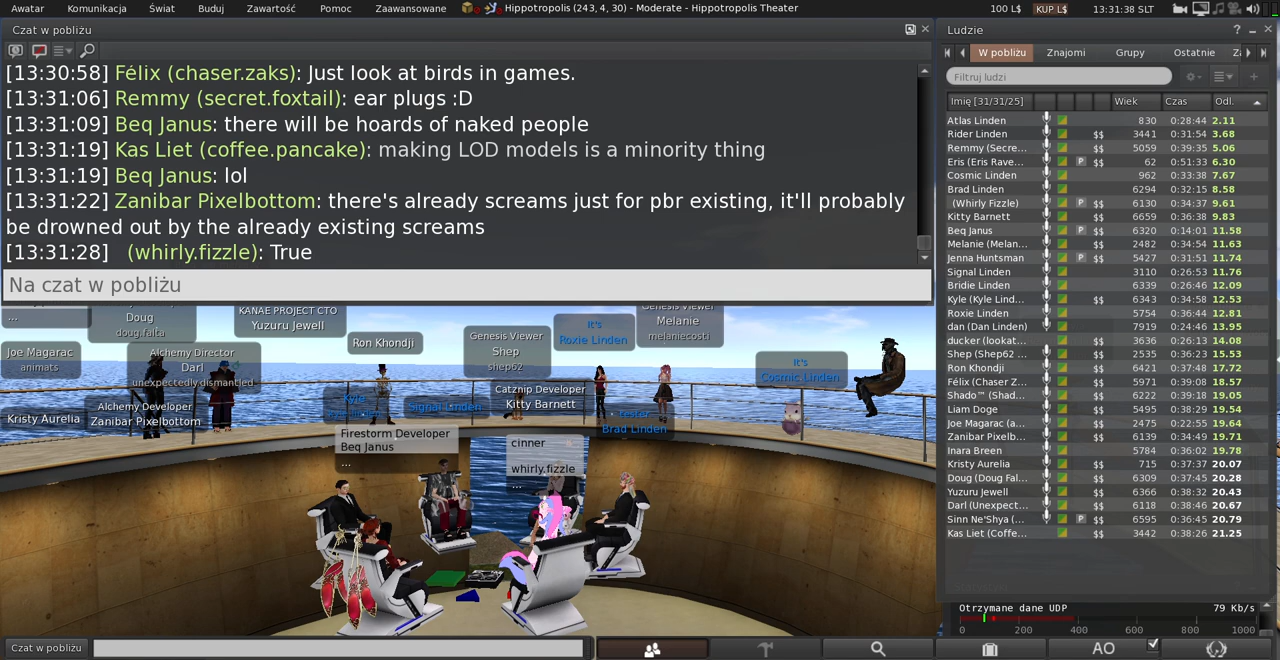 Awatar Komunikacja Świat Buduj Zawartość Pomoc Zaawansowane Hippotropolis (243, 4, 30) - Moderate - Hippotropolis Theater 100 L$ KUP L$ 13:31:38 SLT
Czat w pobliżu
[13:30:58] Félix (chaser.zaks): Just look at birds in games.
[13:31:06] Remmy (secret.foxtail): ear plugs :D
[13:31:09] Beq Janus: there will be hoards of naked people
[13:31:19] Kas Liet (coffee.pancake): making LOD models is a minority thing
[13:31:19] Beq Janus: lol
[13:31:22] Zanibar Pixelbottom: there's already screams just for pbr existing, it'll probably
be drowned out by the already existing screams
[13:31:28] (whirly.fizzle): True
Na czat w pobliżu
...
Doug
doug.falta
KANAE PROJECT CTO
Yuzuru Jewell
Joe Magarac
animats
Alchemy Director
Darl
unexpectedly.dismantled
Ron Khondji
Genesis Viewer
Shep
shep62
It's
Roxie Linden
Genesis Viewer
Melanie
melaniecosti
It's
Cosmic Linden
Kristy Aurelia
Alchemy Developer
Zanibar Pixelbottom
Kyle
Signal Linden
Catznip Developer
Kitty Barnett
Brad Linden
Firestorm Developer
Beq Janus
...
cinner
whirly.fizzle
...
Czat w pobliżu
Ludzie
W pobliżu Znajomi Grupy Ostatnie
Filtruj ludzi
Imię [31/31/25] Wiek Czas Odl.
Atlas Linden 830 0:28:44 2.11
Rider Linden $$ 3441 0:31:54 3.68
Remmy (Secre... $$ 5059 0:39:35 5.06
Eris (Eris Rave... P $$ 62 0:51:33 6.30
Cosmic Linden 962 0:33:38 7.67
Brad Linden 6294 0:32:15 8.58
(Whirly Fizzle) P $$ 6130 0:34:37 9.61
Kitty Barnett $$ 6659 0:36:38 9.83
Beq Janus P $$ 6320 0:14:01 11.58
Melanie (Melan... $$ 2482 0:34:54 11.63
Jenna Huntsman P $$ 5427 0:31:51 11.74
Signal Linden 3110 0:26:53 11.76
Bridie Linden 6339 0:26:46 12.09
Kyle (Kyle Lind... $$ 6343 0:34:58 12.53
Roxie Linden 5754 0:36:44 12.81
dan (Dan Linden) 7919 0:24:46 13.95
ducker (lookat... $$ 3636 0:26:13 14.08
Shep (Shep62 ... $$ 2535 0:36:23 15.53
Ron Khondji $$ 6421 0:37:48 17.72
Félix (Chaser Z... $$ 5971 0:39:08 18.57
Shado™ (Shad... $$ 6222 0:39:18 19.05
Liam Doge $$ 5495 0:38:29 19.54
Joe Magarac (a... $$ 2475 0:22:55 19.64
Zanibar Pixelb... $$ 6139 0:34:49 19.71
Inara Breen 5784 0:36:02 19.78
Kristy Aurelia $$ 715 0:37:37 20.07
Doug (Doug Fal... $$ 6309 0:37:45 20.28
Yuzuru Jewell $$ 6366 0:38:32 20.43
Darl (Unexpect... $$ 6118 0:38:46 20.67
Sinn Ne'Shya (... P $$ 6595 0:36:45 20.79
Kas Liet (Coffe... $$ 3442 0:38:26 21.25
Otrzymane dane UDP 79 Kb/s
0 200 400 600 800 1000
AO